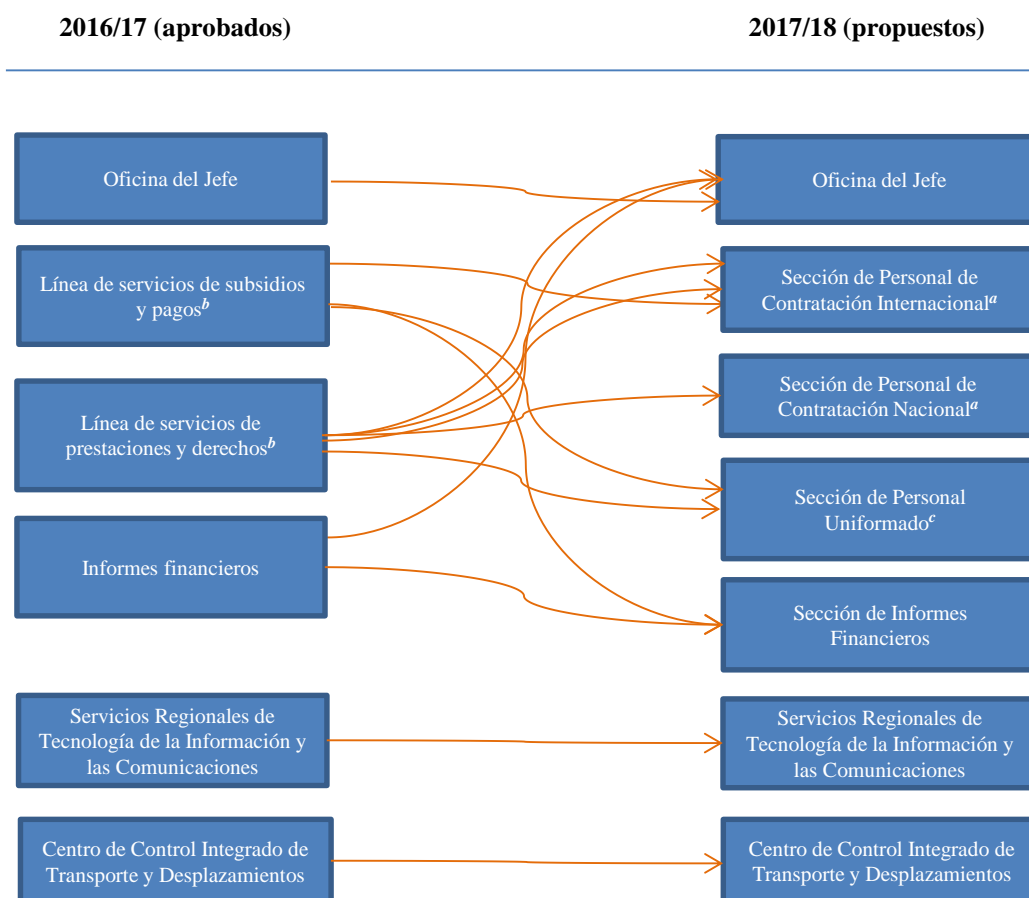 2016/17 (aprobados)
2017/18 (propuestos)
Oficina del Jefe
Oficina del Jefe
Línea de servicios de subsidios
y pagosb
Sección de Personal de
Contratación Internacionala
Línea de servicios de
prestaciones y derechosb
Sección de Personal de
Contratación Nacionala
Sección de Personal
Uniformadoc
Informes financieros
Sección de Informes
Financieros
Servicios Regionales de
Tecnología de la Información y
las Comunicaciones
Servicios Regionales de
Tecnología de la Información y
las Comunicaciones
Centro de Control Integrado de
Transporte y Desplazamientos
Centro de Control Integrado de
Transporte y Desplazamientos